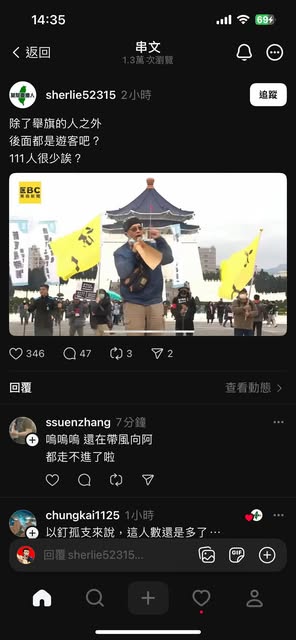 14:35
69
返回
串文
1.3萬 次瀏覽
sherlie52315 2小時
追蹤
除了舉旗的人之外
後面都是遊客吧？
111人很少誒？
EBC
東森新聞
346
47
3
2
回覆
查看動態
ssuenzhang 7分鐘
嗚嗚嗚 還在帶風向阿
都走不進了啦
chungkai1125 1小時
以釘孤支來說，這人數還是多了…
回覆 sherlie52315...
GIF